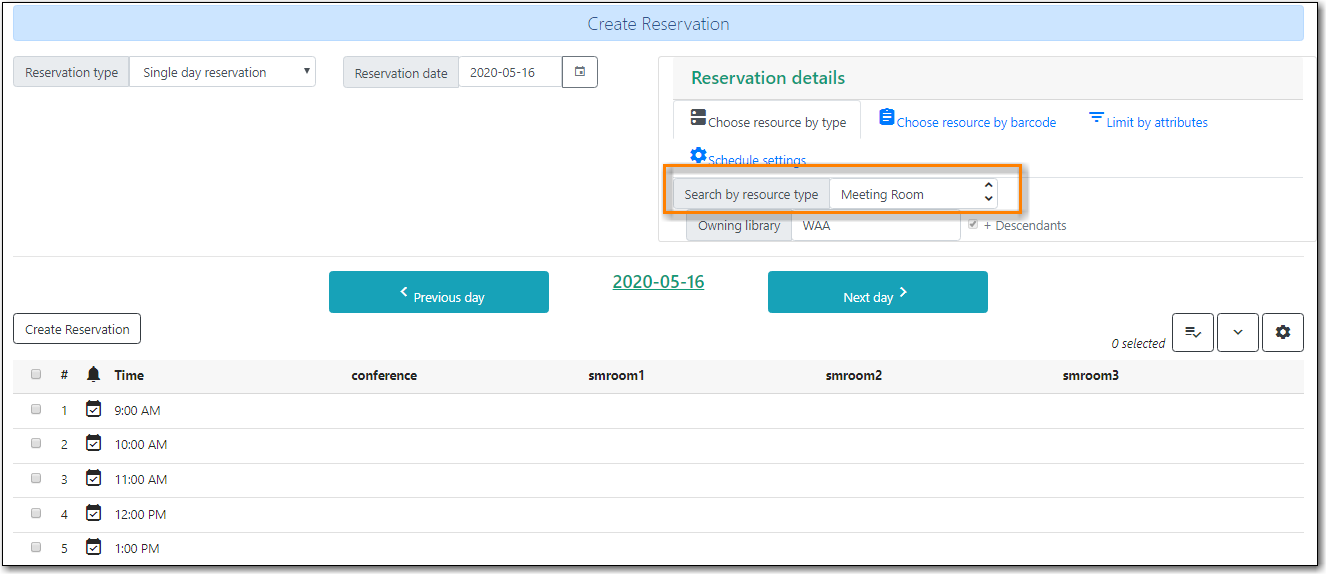 Create Reservation
Reservation type Single day reservation Reservation date 2020-05-16
Reservation details
Choose resource by type Choose resource by barcode Limit by attributes
Schedule settings
Search by resource type Meeting Room
Owning library WAA + Descendants
Previous day 2020-05-16 Next day
Create Reservation
0 selected
# Time conference smroom1 smroom2 smroom3
1 9:00 AM
2 10:00 AM
3 11:00 AM
4 12:00 PM
5 1:00 PM